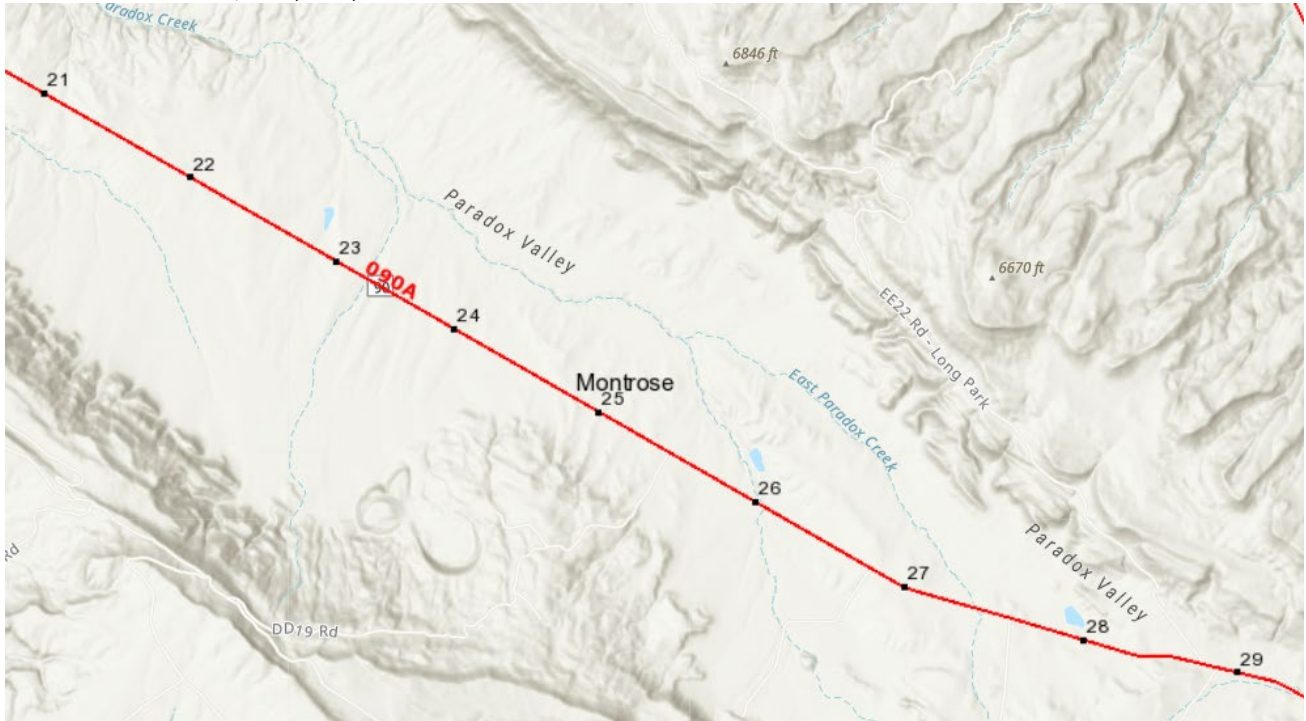 Paradox Creek
6846 ft
21
22
Paradox Valley
23
090A
90
6670 ft
EE22 Rd - Long Park
24
Montrose
25
East Paradox Creek
26
Paradox Valley
27
28
29
Rd
DD19 Rd